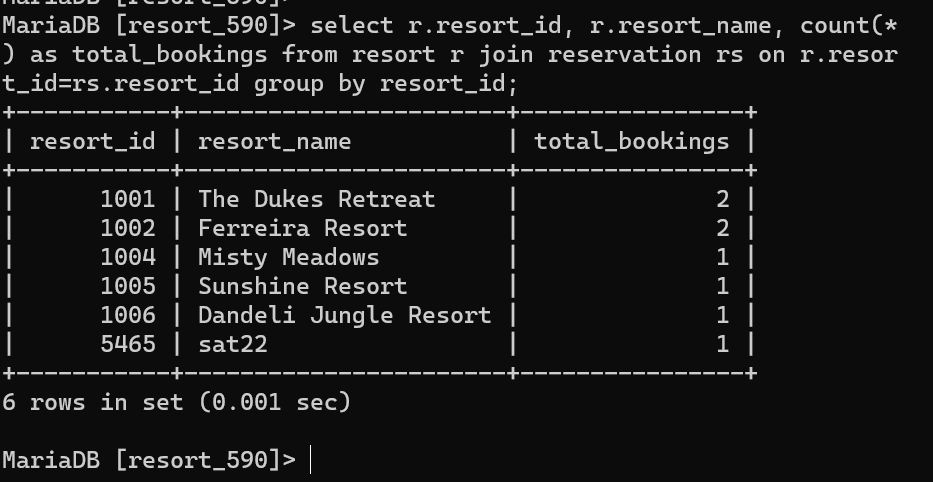 MariaDB [resort_590]>
MariaDB [resort_590]> select r.resort_id, r.resort_name, count(*
) as total_bookings from resort r join reservation rs on r.resor
t_id=rs.resort_id group by resort_id;
+-----------+-----------------------+----------------+
| resort_id | resort_name           | total_bookings |
+-----------+-----------------------+----------------+
|      1001 | The Dukes Retreat     |              2 |
|      1002 | Ferreira Resort       |              2 |
|      1004 | Misty Meadows         |              1 |
|      1005 | Sunshine Resort       |              1 |
|      1006 | Dandeli Jungle Resort |              1 |
|      5465 | sat22                 |              1 |
+-----------+-----------------------+----------------+
6 rows in set (0.001 sec)
MariaDB [resort_590]>